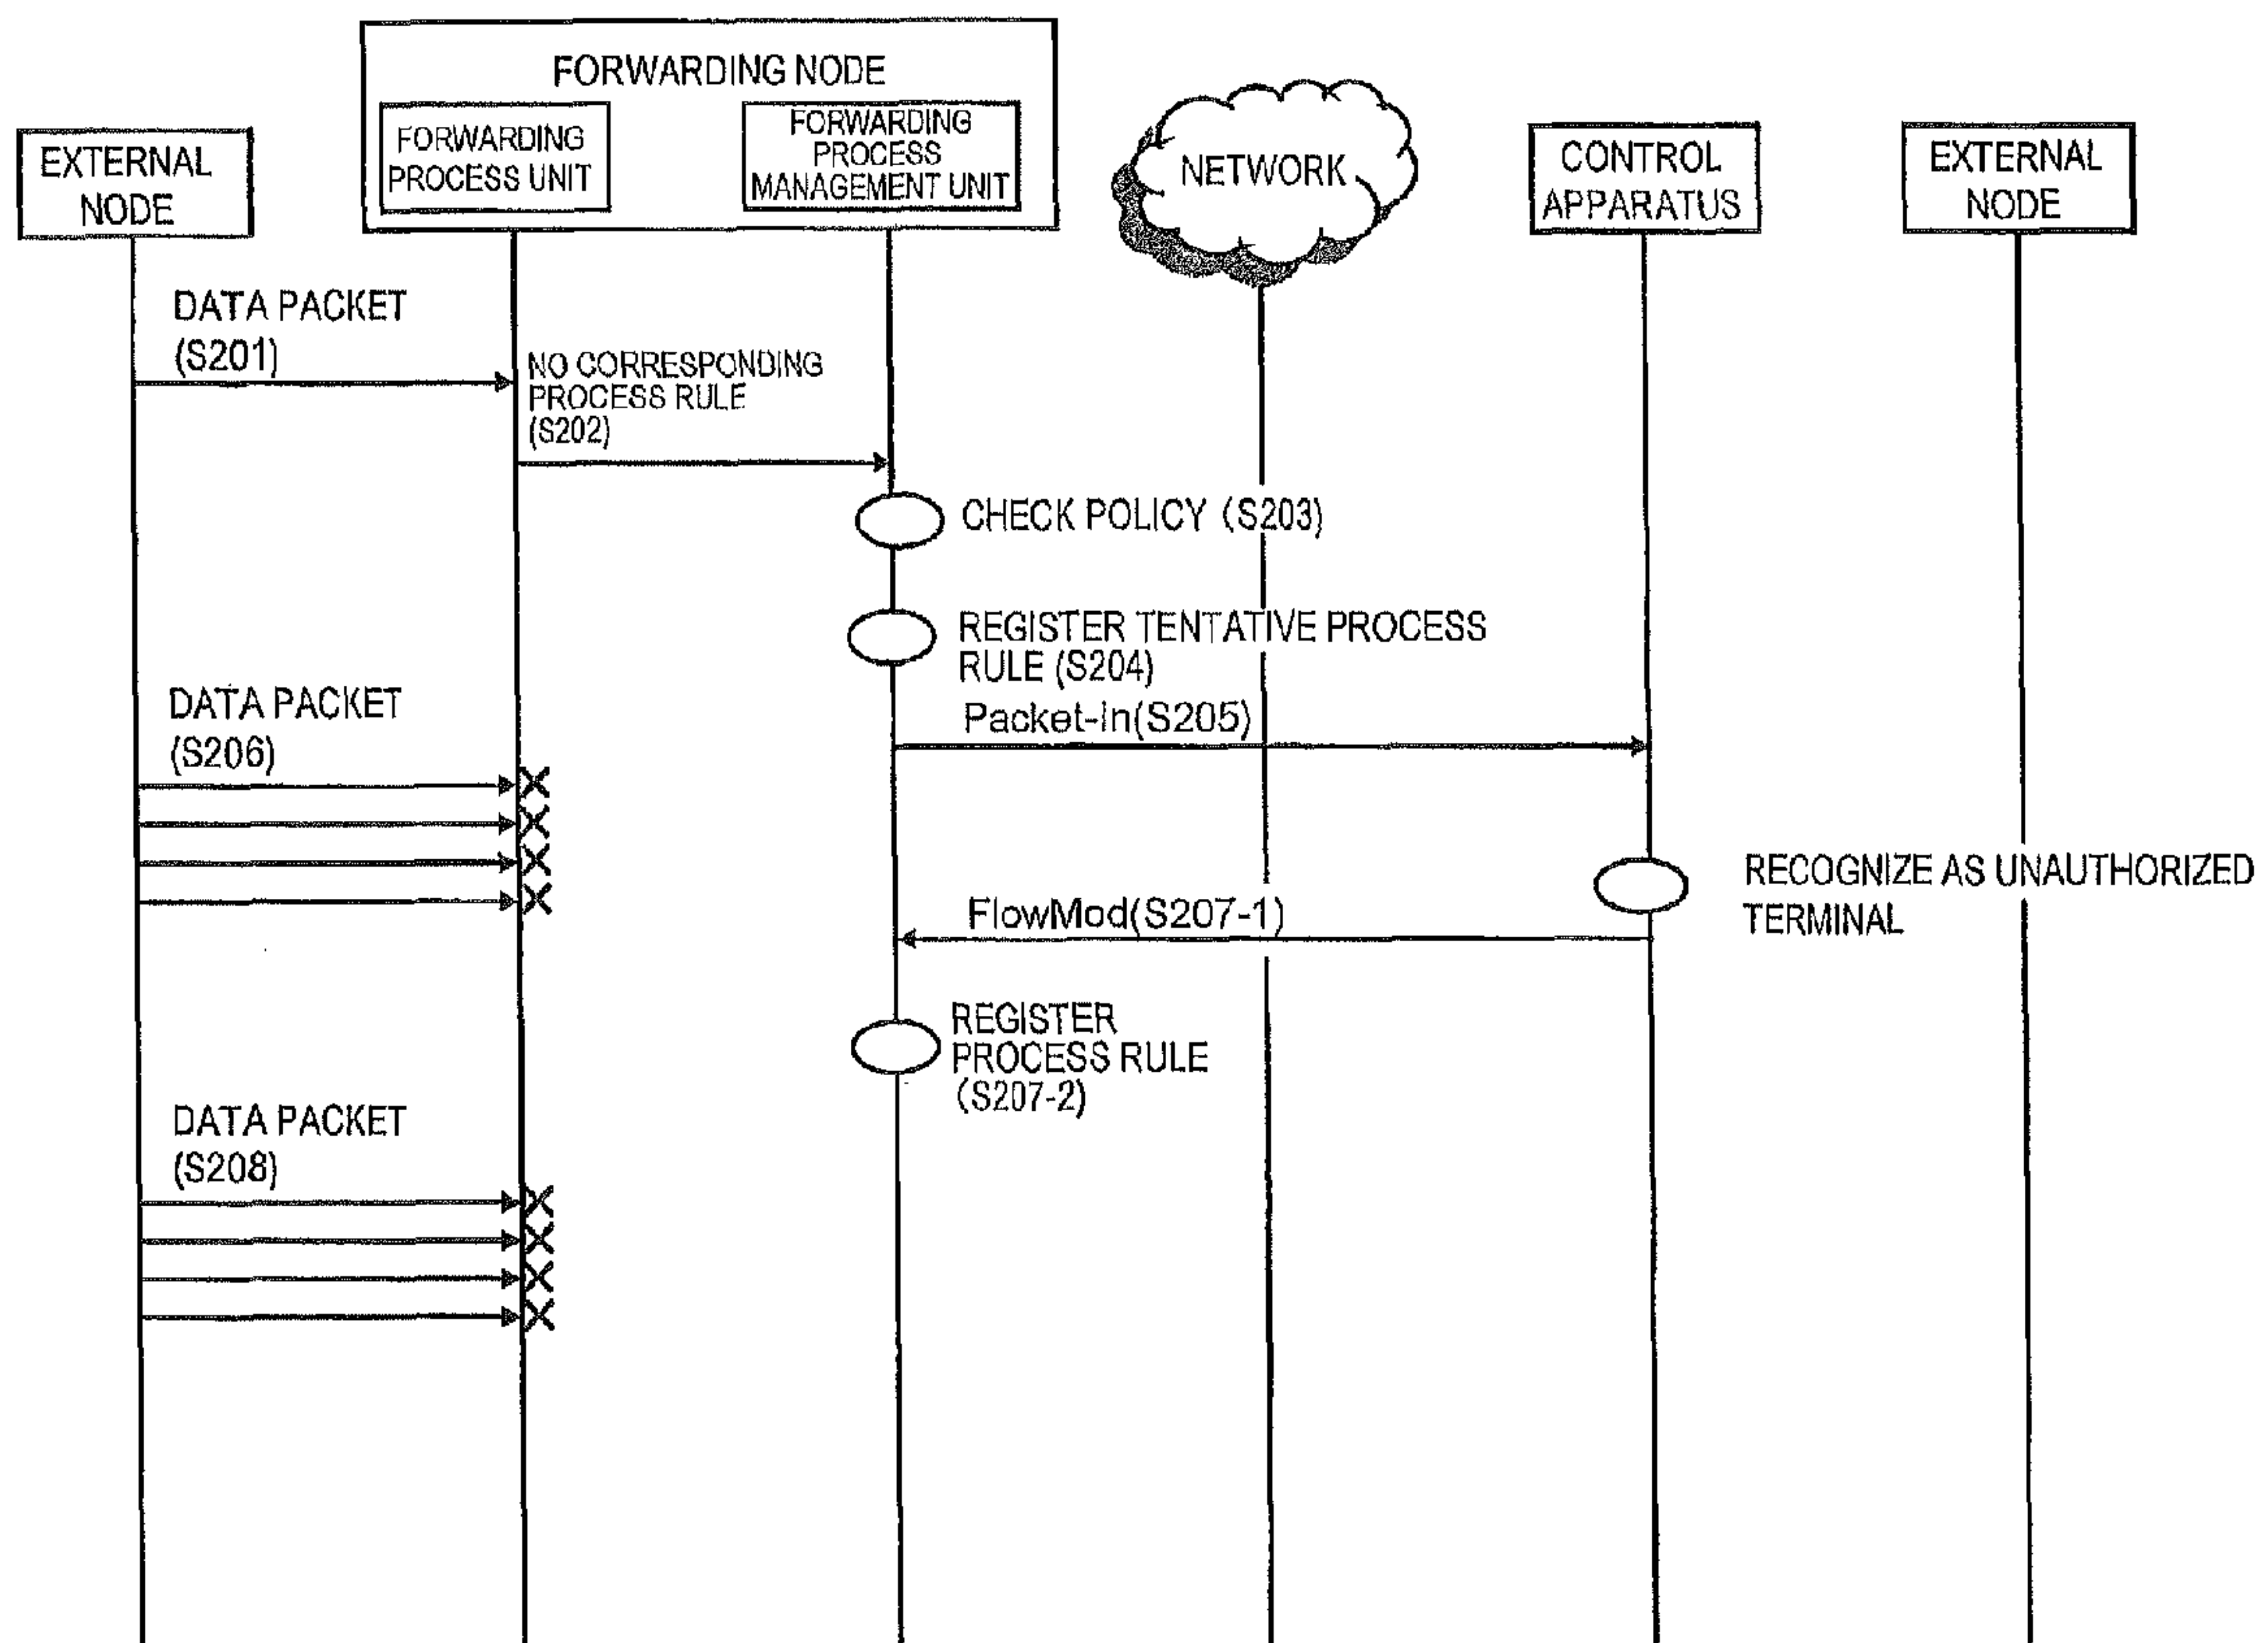 FORWARDING NODE
EXTERNAL
NODE
FORWARDING
PROCESS UNIT
FORWARDING
PROCESS
MANAGEMENT UNIT
NETWORK
CONTROL
APPARATUS
EXTERNAL
NODE
DATA PACKET
(S201)
NO CORRESPONDING
PROCESS RULE
(S202)
CHECK POLICY (S203)
REGISTER TENTATIVE PROCESS
RULE (S204)
Packet-In(S205)
DATA PACKET
(S206)
RECOGNIZE AS UNAUTHORIZED
TERMINAL
FlowMod(S207-1)
REGISTER
PROCESS RULE
(S207-2)
DATA PACKET
(S208)